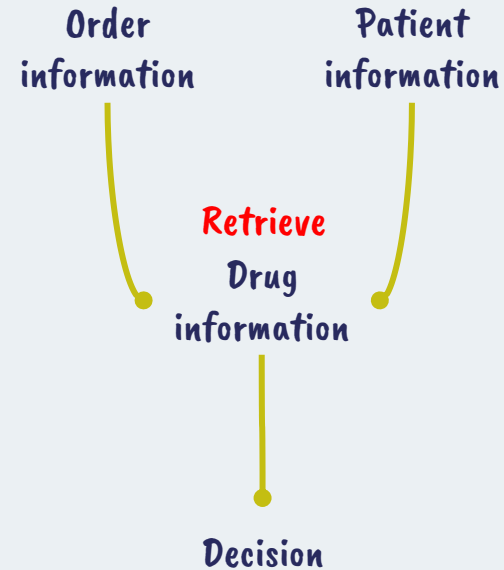 Order
information
Patient
information
Retrieve
Drug
information
Decision